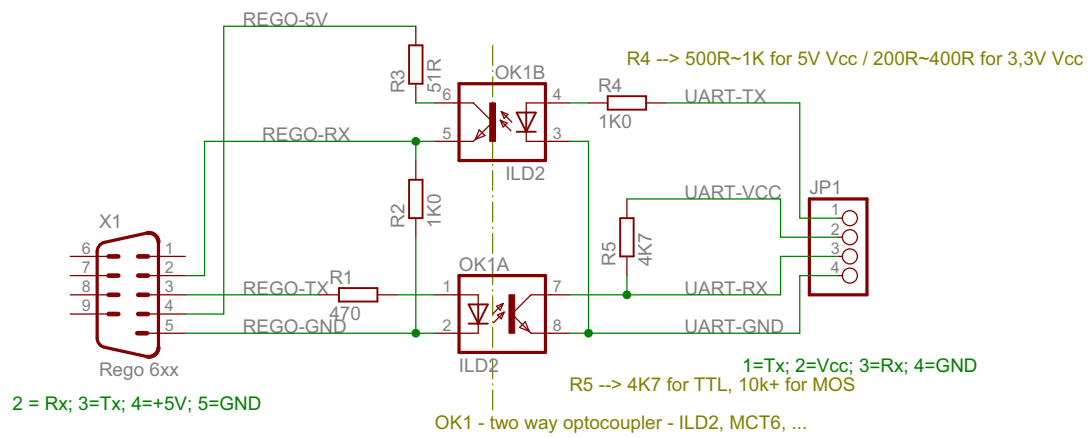 REGO-5V
R3
51R
OK1B
R4 --> 500R~1K for 5V Vcc / 200R~400R for 3,3V Vcc
6
4
R4
1K0
UART-TX
REGO-RX
5
3
ILD2
R2
1K0
UART-VCC
JP1
X1
R5
4K7
1
2
3
4
6
7
8
9
1
2
3
4
5
OK1A
REGO-TX
R1
470
1
7
UART-RX
REGO-GND
2
8
UART-GND
Rego 6xx
ILD2
1=Tx; 2=Vcc; 3=Rx; 4=GND
R5 --> 4K7 for TTL, 10k+ for MOS
2 = Rx; 3=Tx; 4=+5V; 5=GND
OK1 - two way optocoupler - ILD2, MCT6, ...